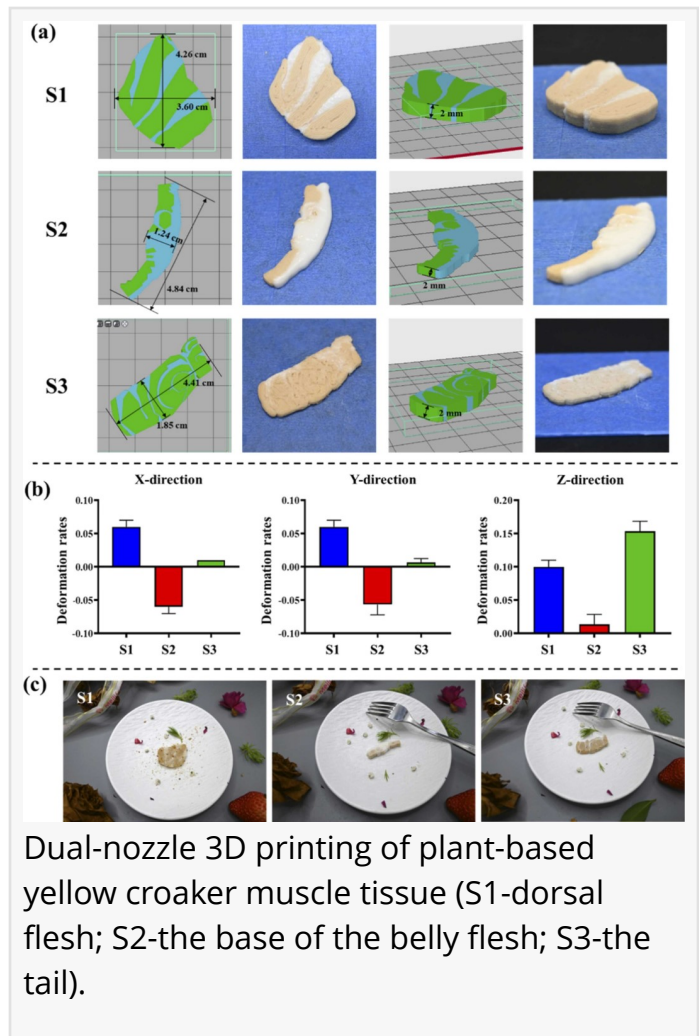 (a)
S1
4.26 cm
3.60 cm
2 mm
S2
1.24 cm
4.84 cm
2 mm
S3
4.41 cm
1.85 cm
2 mm
(b)
X-direction
Y-direction
Z-direction
Deformation rates
0.10
0.05
0.00
-0.05
-0.10
S1 S2 S3
Deformation rates
0.10
0.05
0.00
-0.05
-0.10
S1 S2 S3
Deformation rates
0.20
0.15
0.10
0.05
0.00
S1 S2 S3
(c)
S1
S2
S3
Dual-nozzle 3D printing of plant-based
yellow croaker muscle tissue (S1-dorsal
flesh; S2-the base of the belly flesh; S3-the
tail).